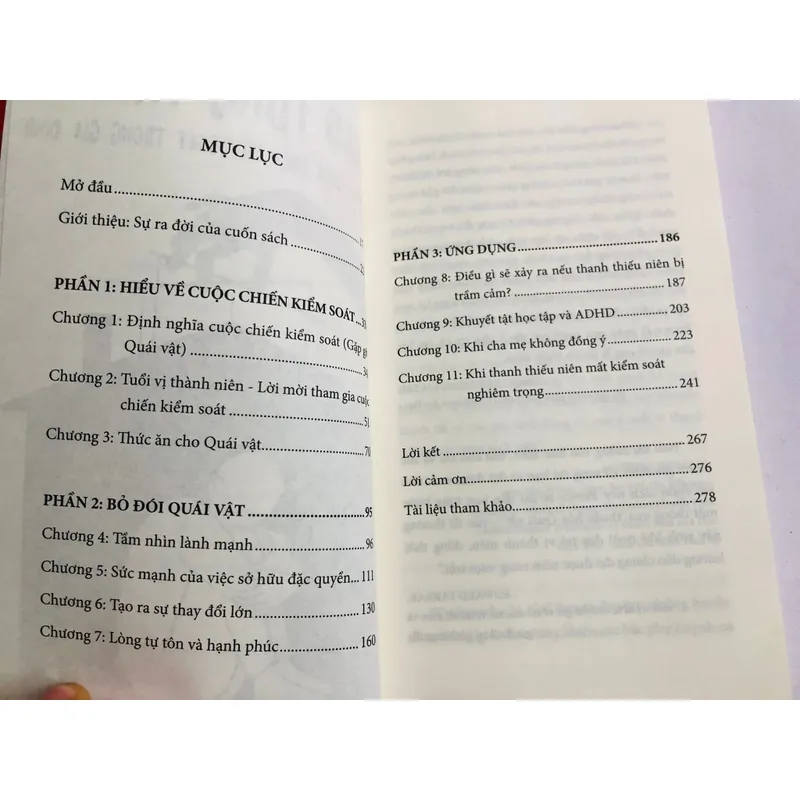 MỤC LỤC
Mở đầu
Giới thiệu: Sự ra đời của cuốn sách
PHẦN 1: HIỂU VỀ CUỘC CHIẾN KIỂM SOÁT
Chương 1: Định nghĩa cuộc chiến kiểm soát (Gặp
Quái vật)
Chương 2: Tuổi vị thành niên - Lời mời tham gia cuộc
chiến kiểm soát ..... 51
Chương 3: Thức ăn cho Quái vật..... 70
PHẦN 2: BỎ ĐÓI QUÁI VẬT ..... 95
Chương 4: Tầm nhìn lành mạnh ..... 96
Chương 5: Sức mạnh của việc sở hữu đặc quyền... 111
Chương 6: Tạo ra sự thay đổi lớn ..... 130
Chương 7: Lòng tự tôn và hạnh phúc ..... 160
PHẦN 3: ỨNG DỤNG ..... 186
Chương 8: Điều gì sẽ xảy ra nếu thanh thiếu niên bị
trầm cảm? ..... 187
Chương 9: Khuyết tật học tập và ADHD ..... 203
Chương 10: Khi cha mẹ không đồng ý ..... 223
Chương 11: Khi thanh thiếu niên mất kiểm soát
nghiêm trọng ..... 241
Lời kết ..... 267
Lời cảm ơn ..... 276
Tài liệu tham khảo ..... 278